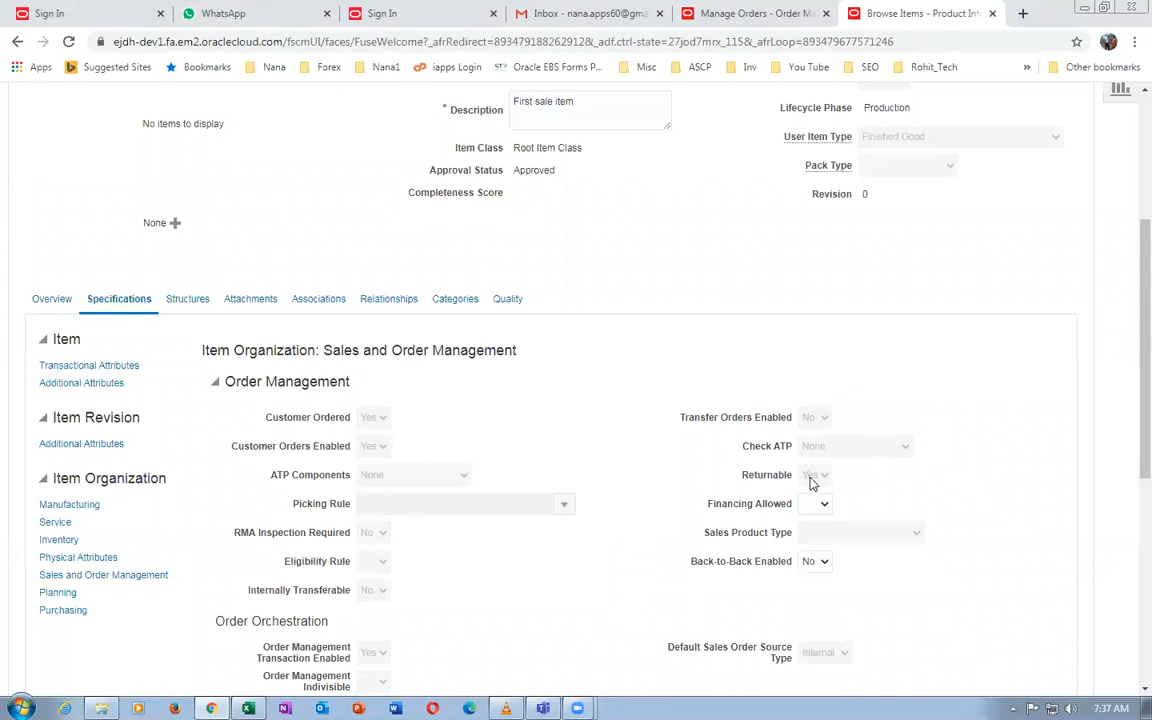 Sign In
WhatsApp
Sign In
Inbox - nana.apps60@gma
Manage Orders - Order M
Browse Items - Product Inf
ejdh-dev1.fa.em2.oraclecloud.com/fscmUI/faces/FuseWelcome?_afrRedirect=893479188262912&_adf.ctrl-state=27jod7mrx_115&_afrLoop=893479677571246
Apps Suggested Sites Bookmarks Nana Forex Nana1 iapps Login Oracle EBS Forms P... Misc ASCP Inv You Tube SEO Rohit_Tech » Other bookmarks
No items to display
None
* Description First sale item
Item Class Root Item Class
Approval Status Approved
Completeness Score
Lifecycle Phase Production
User Item Type Finished Good
Pack Type
Revision 0
Overview Specifications Structures Attachments Associations Relationships Categories Quality
Item
Transactional Attributes
Additional Attributes
Item Revision
Additional Attributes
Item Organization
Manufacturing
Service
Inventory
Physical Attributes
Sales and Order Management
Planning
Purchasing
Item Organization: Sales and Order Management
Order Management
Customer Ordered Yes
Customer Orders Enabled Yes
ATP Components None
Picking Rule
RMA Inspection Required No
Eligibility Rule
Internally Transferable No
Transfer Orders Enabled No
Check ATP None
Returnable Yes
Financing Allowed
Sales Product Type
Back-to-Back Enabled No
Order Orchestration
Order Management
Transaction Enabled Yes
Order Management
Indivisible
Default Sales Order Source
Type Internal
7:37 AM